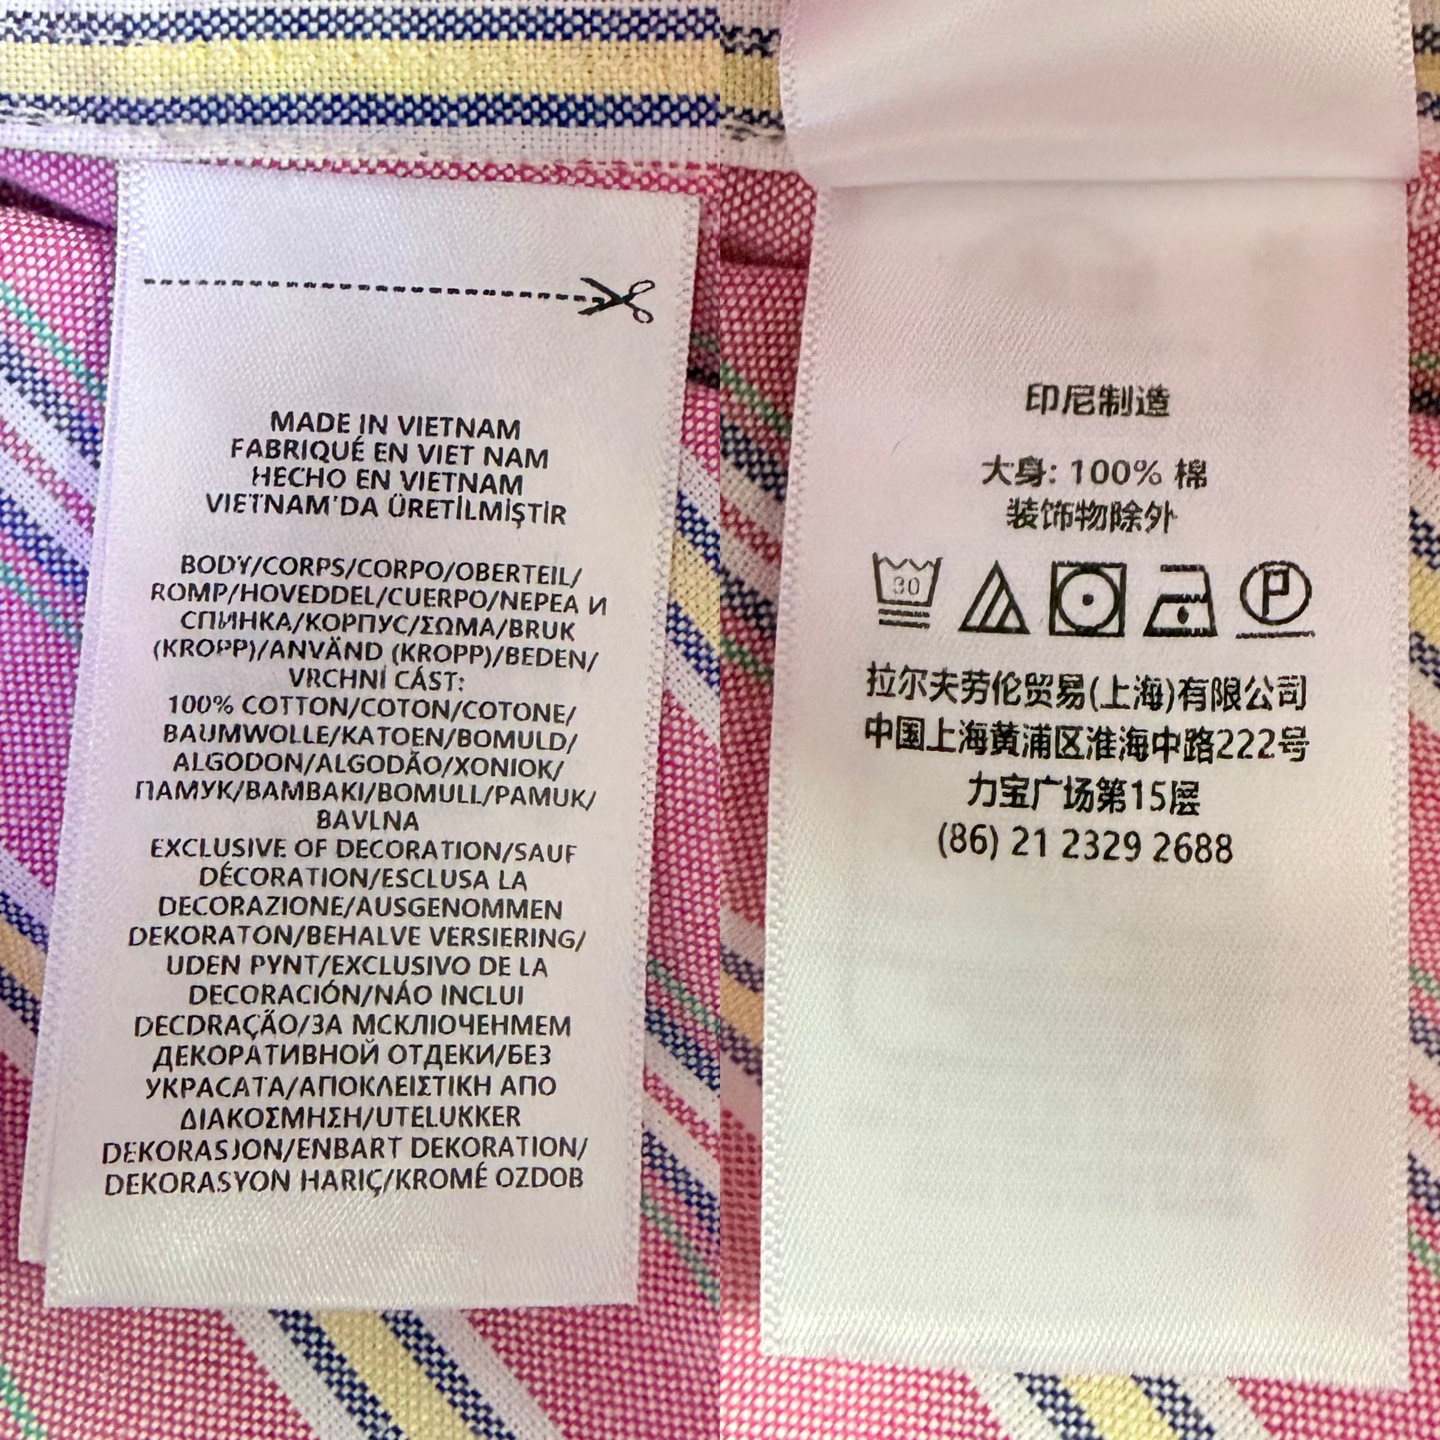 MADE IN VIETNAM
FABRIQUÉ EN VIET NAM
HECHO EN VIETNAM
VIETNAM'DA ÜRETİLMİŞTİR
BODY/CORPS/CORPO/OBERTEIL/
ROMP/HOVEDDEL/CUERPO/NEPEA И
СПИНКА/КОРПУС/ΣΩMA/BRUK
(KROPP)/ANVÄND (KROPP)/BEDEN/
VRCHNÍ CÁST:
100% COTTON/COTON/COTONE/
BAUMWOLLE/KATOEN/BOMULD/
ALGODON/ALGODÃO/XONIOK/
ПАМУК/BAMBAKI/BOMULL/PAMUK/
BAVLNA
EXCLUSIVE OF DECORATION/SAUF
DÉCORATION/ESCLUSA LA
DECORAZIONE/AUSGENOMMEN
DEKORATON/BEHALVE VERSIERING/
UDEN PYNT/EXCLUSIVO DE LA
DECORACIÓN/NÁO INCLUI
DECDRAÇÃO/ЗА МСКЛЮЧЕНМЕМ
ДЕКОРАТИВНОЙ ОТДЕКИ/БЕЗ
УКРАСАТА/ΑΠΟΚΛΕΙΣΤΙΚΗ ΑΠΟ
ΔΙΑΚΟΣΜΗΣΗ/UTELUKKER
DEKORASJON/ENBART DEKORATION/
DEKORASYON HARIÇ/KROMÉ OZDOB
印尼制造
大身: 100% 棉
装饰物除外
30
P
拉尔夫劳伦贸易(上海)有限公司
中国上海黄浦区淮海中路222号
力宝广场第15层
(86) 21 2329 2688